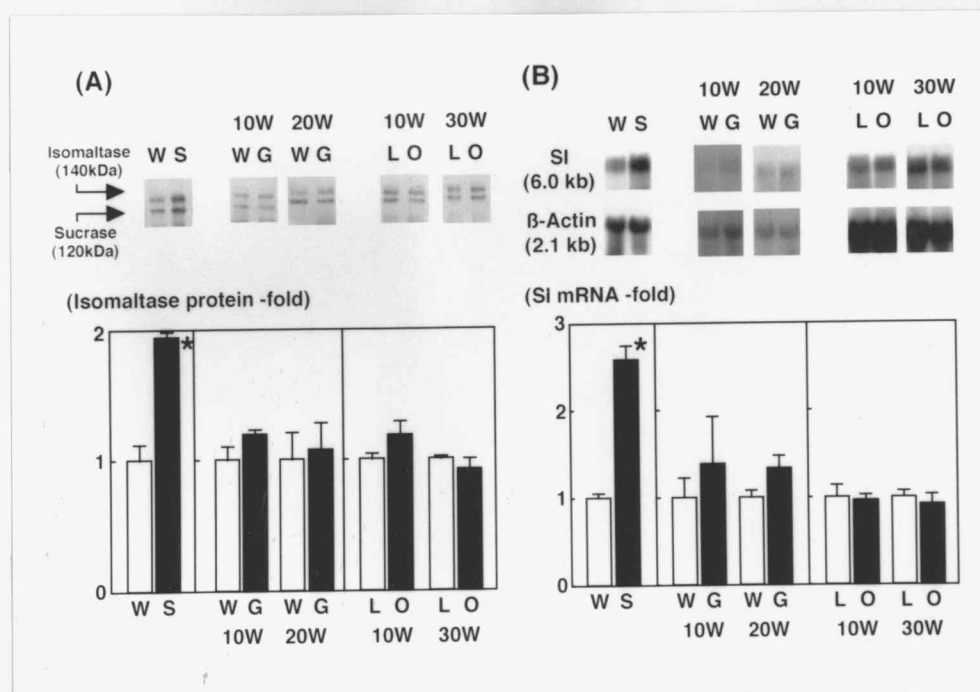 (A)
10W 20W 10W 30W
Isomaltase
(140kDa)
W S W G W G L O L O
Sucrase
(120kDa)
(Isomaltase protein -fold)
2
1
0
*
W S W G W G L O L O
10W 20W 10W 30W
(B)
10W 20W 10W 30W
W S W G W G L O L O
SI
(6.0 kb)
ß-Actin
(2.1 kb)
(SI mRNA -fold)
3
2
1
0
*
W S W G W G L O L O
10W 20W 10W 30W